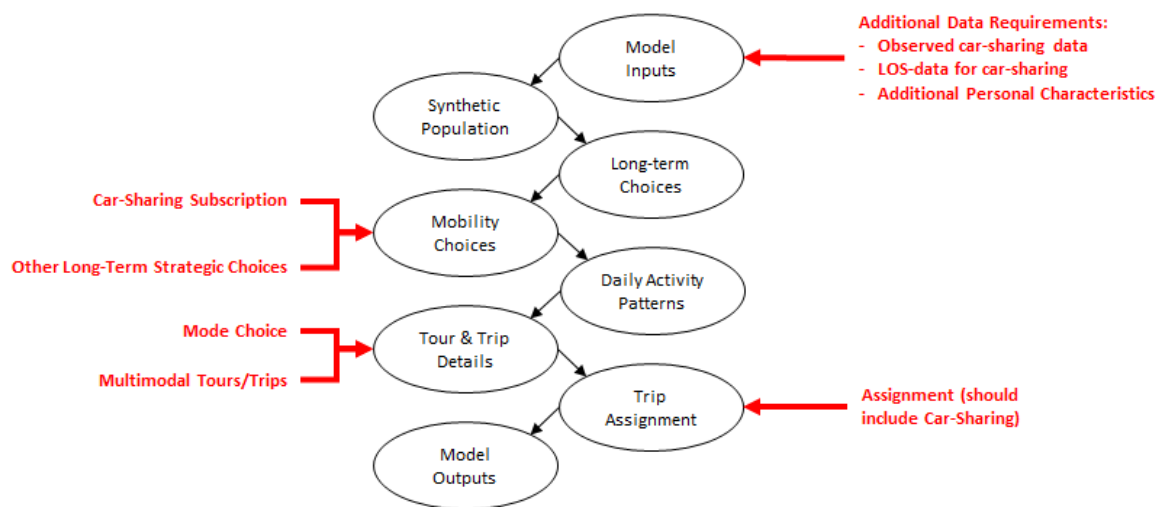 Additional Data Requirements:
- Observed car-sharing data
- LOS-data for car-sharing
- Additional Personal Characteristics
Model
Inputs
Synthetic
Population
Long-term
Choices
Car-Sharing Subscription
Other Long-Term Strategic Choices
Mobility
Choices
Daily Activity
Patterns
Mode Choice
Multimodal Tours/Trips
Tour & Trip
Details
Trip
Assignment
Assignment (should
include Car-Sharing)
Model
Outputs